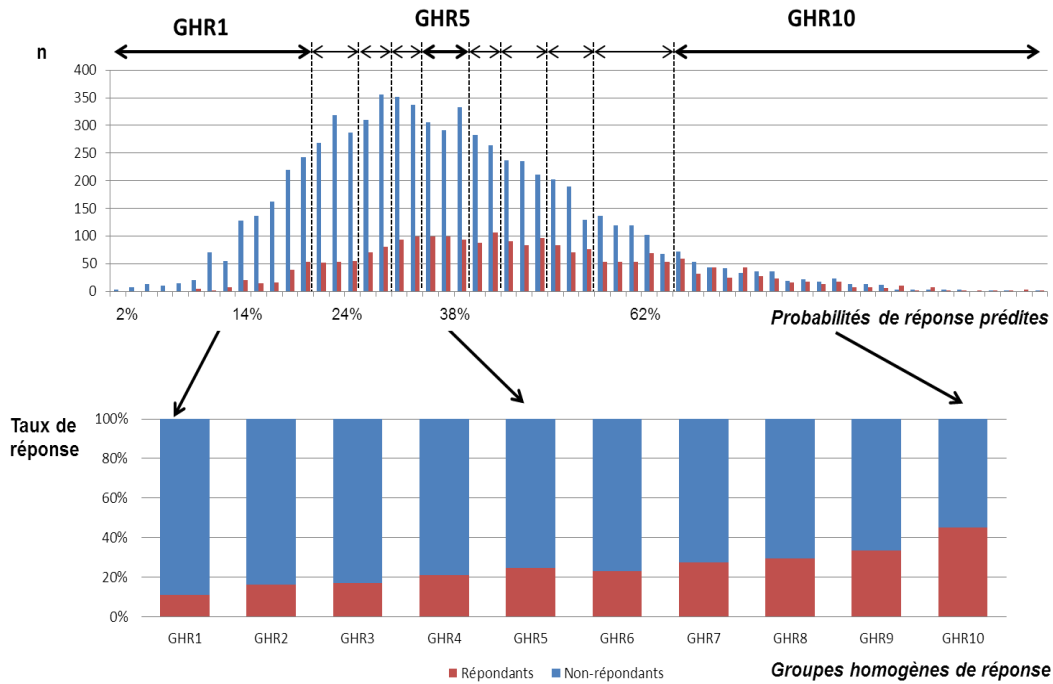 GHR1 GHR5 GHR10
n
400
350
300
250
200
150
100
50
0
2% 14% 24% 38% 62%
Probabilités de réponse prédites
Taux de
réponse
100%
80%
60%
40%
20%
0%
GHR1 GHR2 GHR3 GHR4 GHR5 GHR6 GHR7 GHR8 GHR9 GHR10
Répondants Non-répondants
Groupes homogènes de réponse